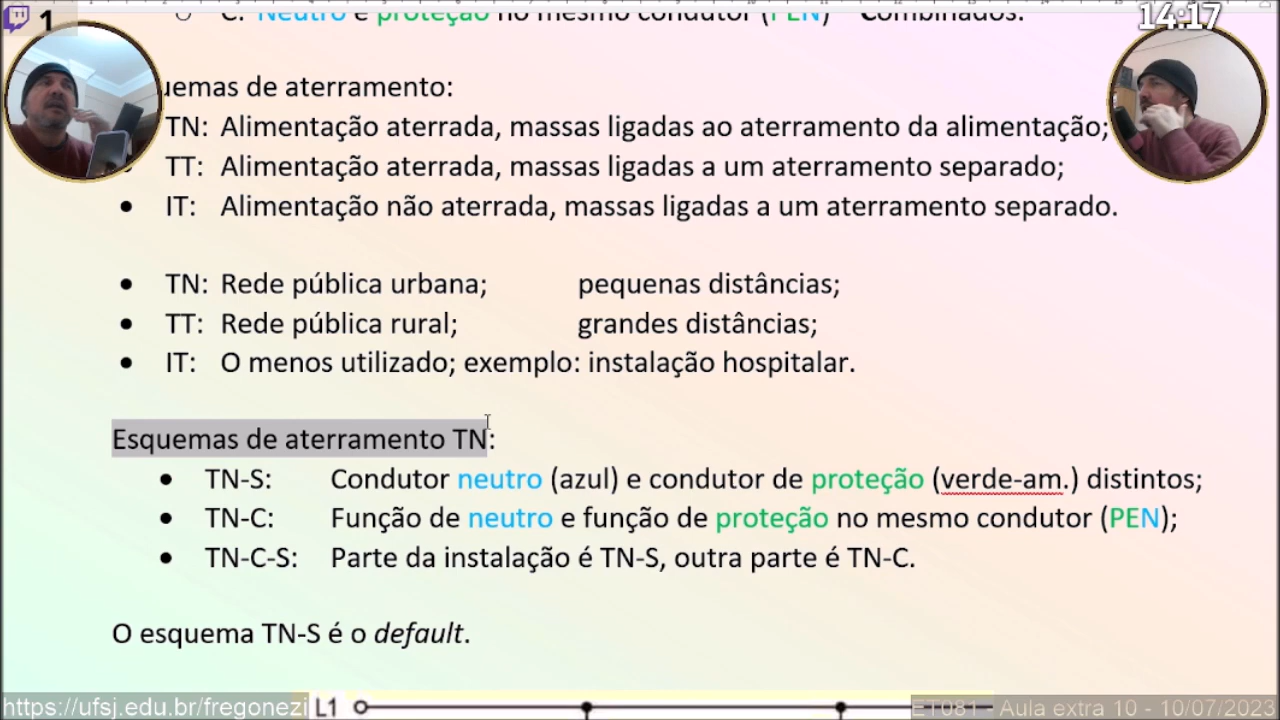 1
14:17
C: Neutro e proteção no mesmo condutor (PEN) Combinados.
uemas de aterramento:
TN: Alimentação aterrada, massas ligadas ao aterramento da alimentação;
TT: Alimentação aterrada, massas ligadas a um aterramento separado;
• IT: Alimentação não aterrada, massas ligadas a um aterramento separado.
• TN: Rede pública urbana; pequenas distâncias;
• TT: Rede pública rural; grandes distâncias;
• IT: O menos utilizado; exemplo: instalação hospitalar.
Esquemas de aterramento TN:
• TN-S: Condutor neutro (azul) e condutor de proteção (verde-am.) distintos;
• TN-C: Função de neutro e função de proteção no mesmo condutor (PEN);
• TN-C-S: Parte da instalação é TN-S, outra parte é TN-C.
O esquema TN-S é o default.
https://ufsj.edu.br/fregonezi L1 ET081 - Aula extra 10 - 10/07/2023